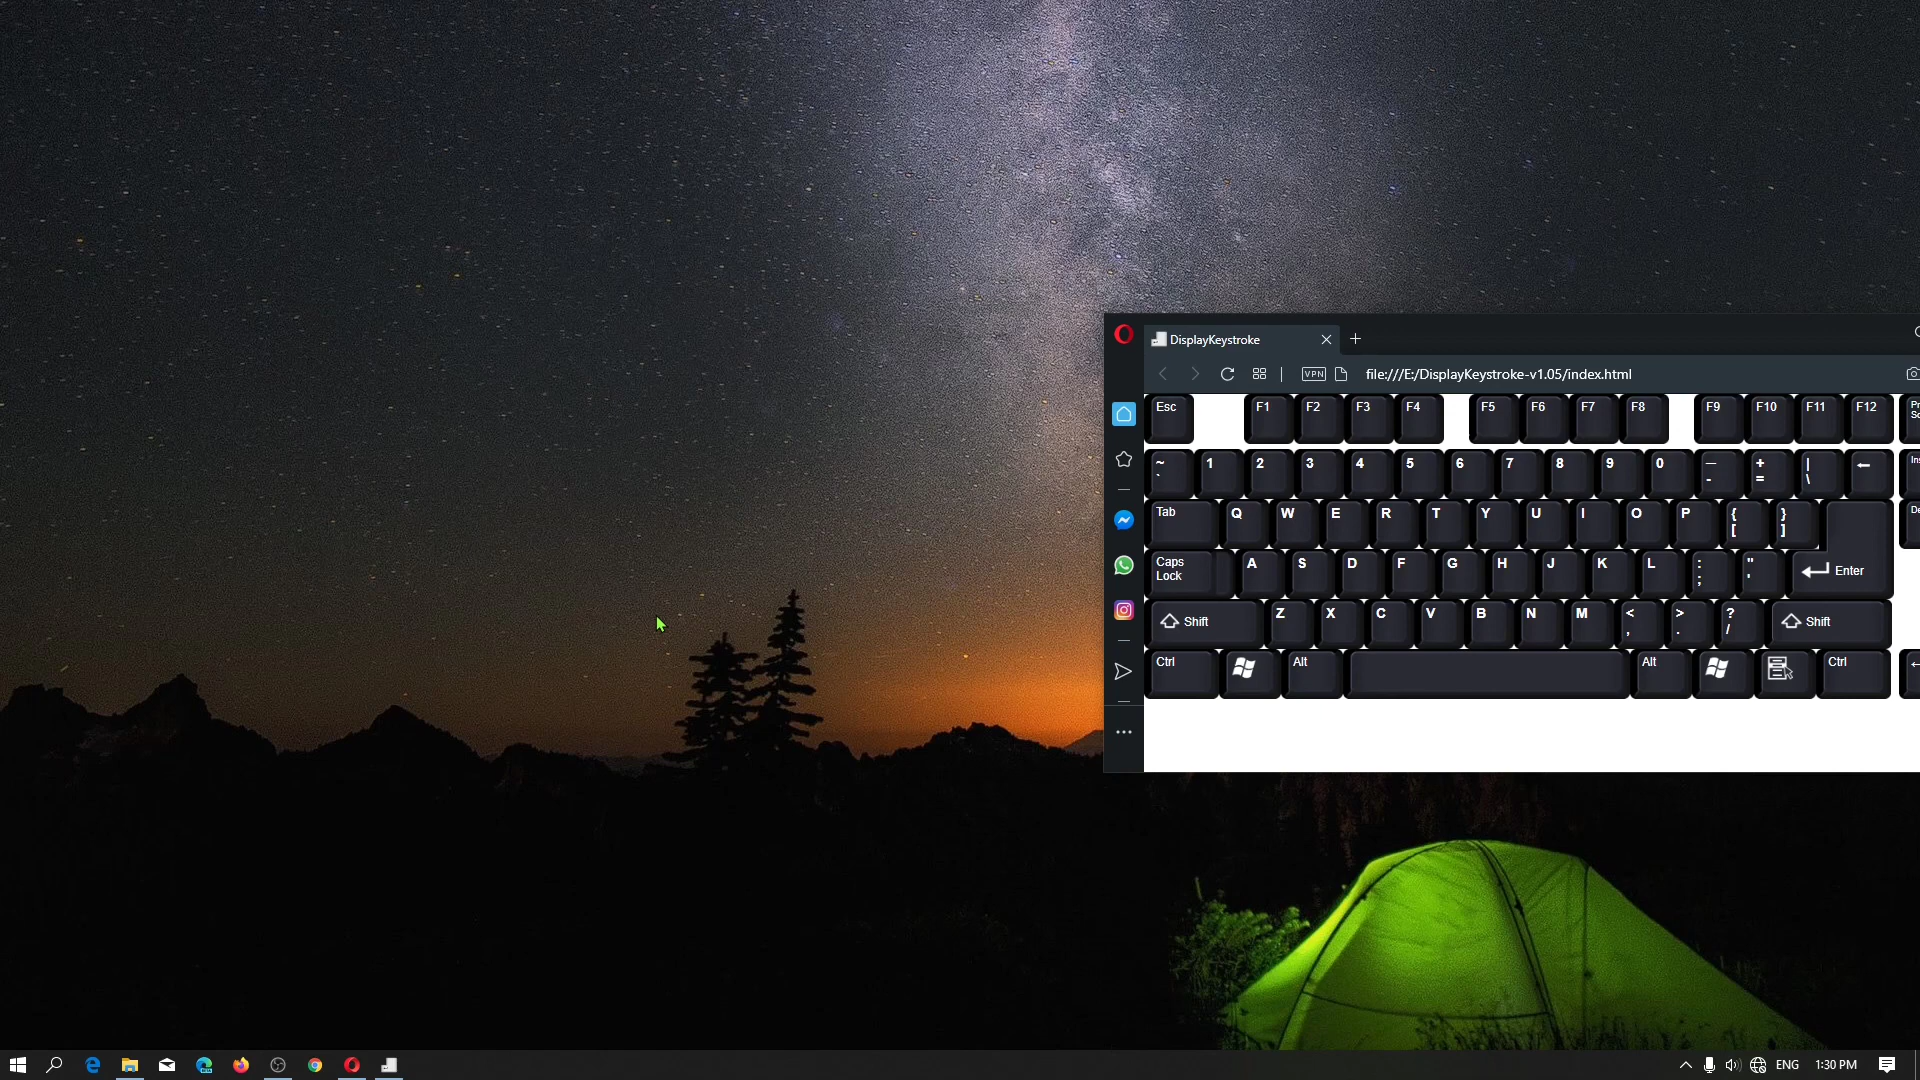 DisplayKeystroke
VPN
file:///E:/DisplayKeystroke-v1.05/index.html
Esc F1 F2 F3 F4 F5 F6 F7 F8 F9 F10 F11 F12
~ 1 2 3 4 5 6 7 8 9 0 — + |
` - = \
Tab Q W E R T Y U I O P { }
[ ]
Caps A S D F G H J K L : "
Lock ; ' Enter
Shift Z X C V B N M < > ? Shift
, . /
Ctrl Alt Alt Ctrl
ENG 1:30 PM